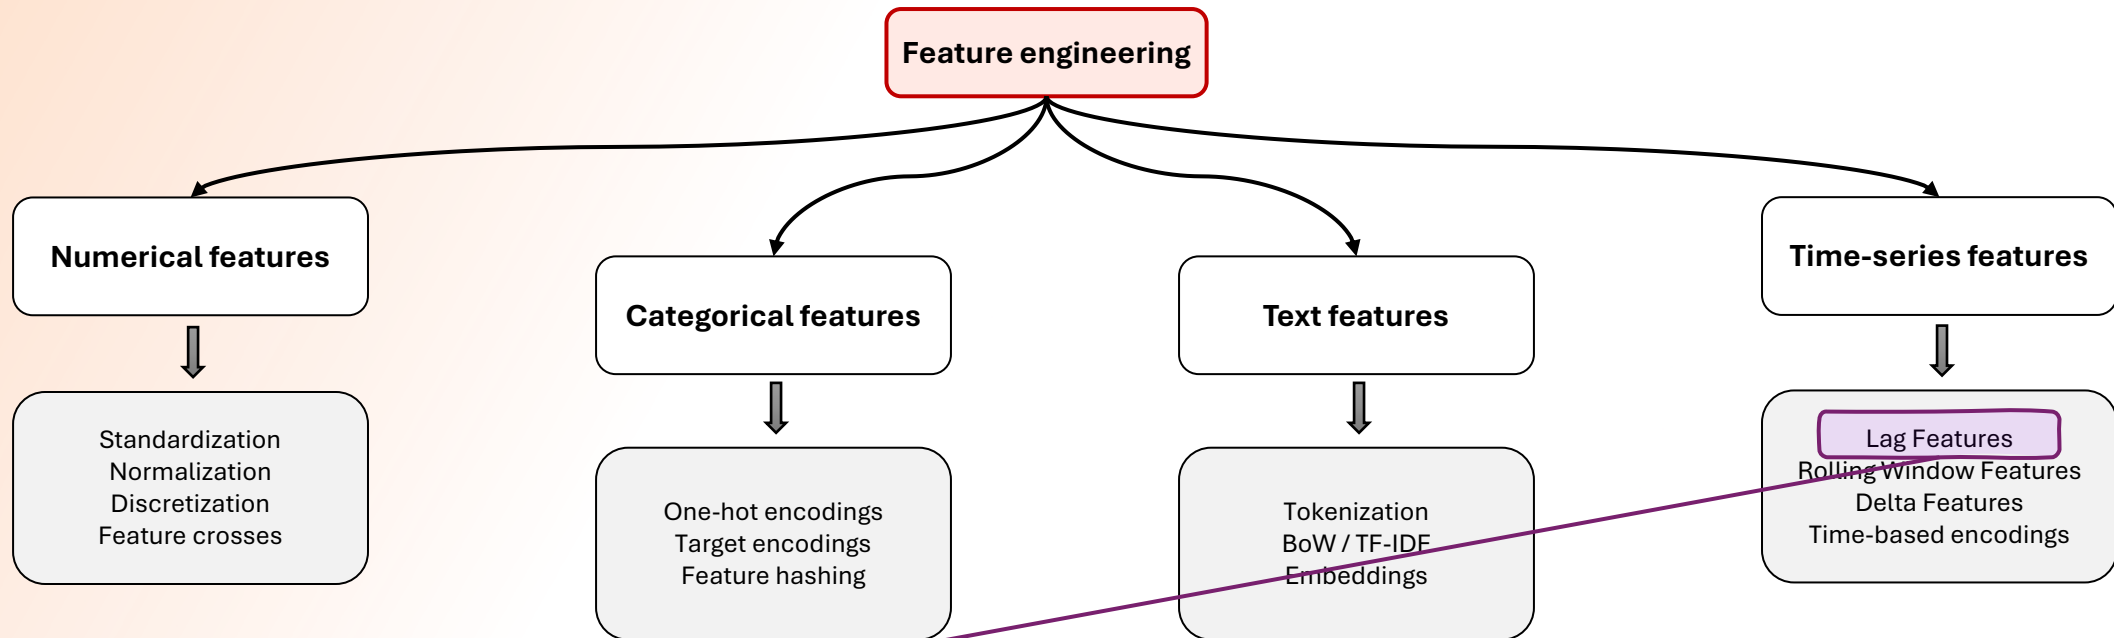 Feature engineering
Numerical features
Standardization
Normalization
Discretization
Feature crosses
Categorical features
One-hot encodings
Target encodings
Feature hashing
Text features
Tokenization
BoW / TF-IDF
Embeddings
Time-series features
Lag Features
Rolling Window Features
Delta Features
Time-based encodings